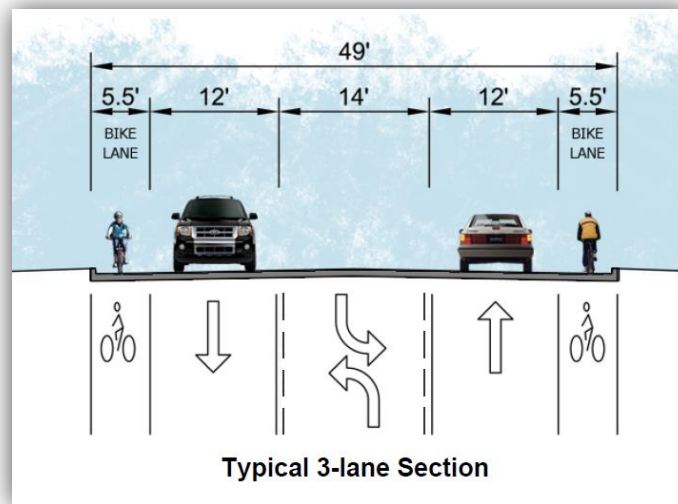 49'
5.5' 12' 14' 12' 5.5'
BIKE BIKE
LANE LANE
Typical 3-lane Section